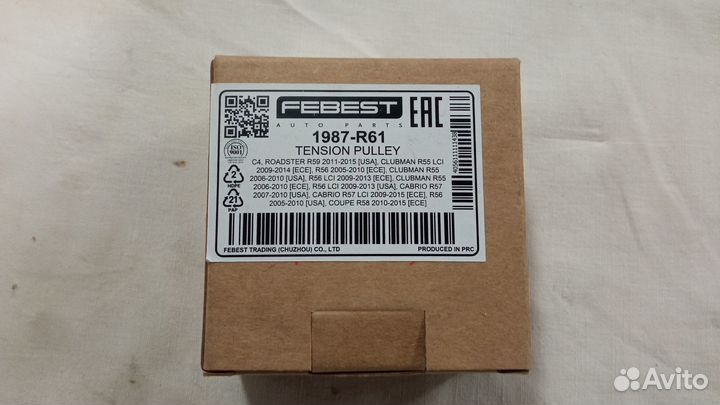 FEBEST
AUTO PARTS
EAC
1987-R61
TENSION PULLEY
C4, ROADSTER R59 2011-2015 [USA], CLUBMAN R55 LCI
2009-2014 [ECE], R56 2005-2010 [ECE], CLUBMAN R55
2006-2010 [USA], R56 LCI 2009-2013 [ECE], CLUBMAN R55
2006-2010 [ECE], R56 LCI 2009-2013 [USA], CABRIO R57
2007-2010 [USA], CABRIO R57 LCI 2009-2015 [ECE], R56
2005-2010 [USA], COUPE R58 2010-2015 [ECE]
ISO
9001
2
HDPE
21
PAP
FEBEST TRADING (CHUZHOU) CO., LTD
PRODUCED IN PRC
Avito